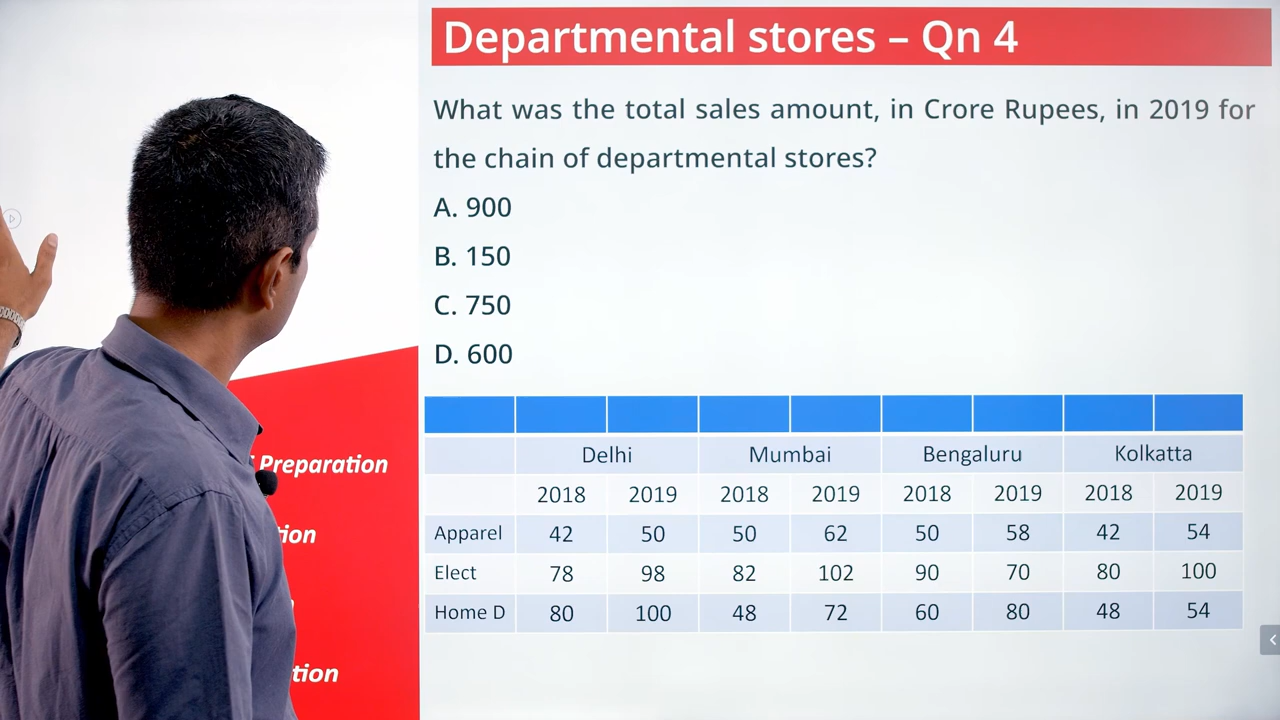 Departmental stores – Qn 4
What was the total sales amount, in Crore Rupees, in 2019 for
the chain of departmental stores?
A. 900
B. 150
C. 750
D. 600
Delhi Mumbai Bengaluru Kolkatta
2018 2019 2018 2019 2018 2019 2018 2019
Apparel 42 50 50 62 50 58 42 54
Elect 78 98 82 102 90 70 80 100
Home D 80 100 48 72 60 80 48 54
Preparation
tion
tion